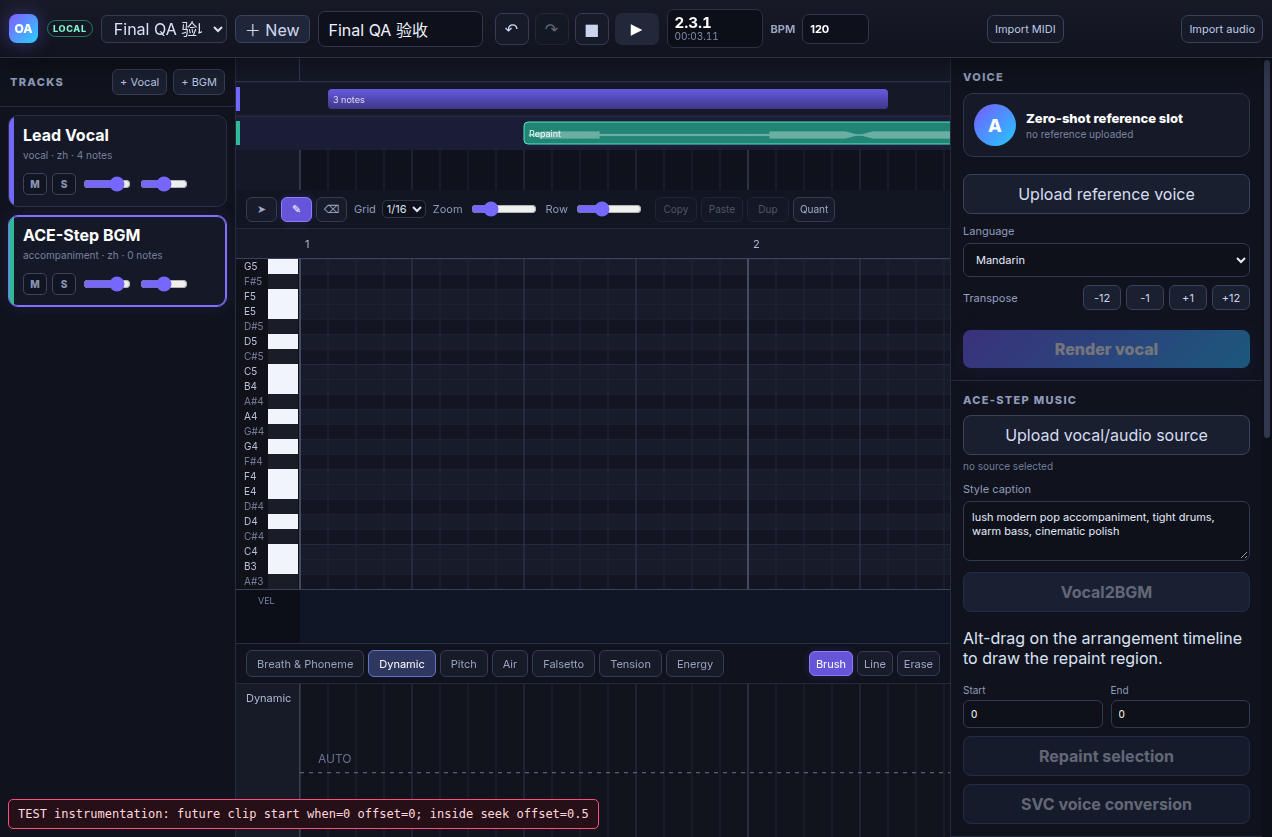 OA
LOCAL
Final QA 验
+ New
Final QA 验收
2.3.1
00:03.11
BPM
120
Import MIDI
Import audio
TRACKS
+ Vocal
+ BGM
Lead Vocal
vocal · zh · 4 notes
M
S
ACE-Step BGM
accompaniment · zh · 0 notes
M
S
3 notes
Repaint
Grid
1/16
Zoom
Row
Copy
Paste
Dup
Quant
1
2
G5
F#5
F5
E5
D#5
D5
C#5
C5
B4
A#4
A4
G#4
G4
F#4
F4
E4
D#4
D4
C#4
C4
B3
A#3
VEL
Breath & Phoneme
Dynamic
Pitch
Air
Falsetto
Tension
Energy
Brush
Line
Erase
Dynamic
AUTO
TEST instrumentation: future clip start when=0 offset=0; inside seek offset=0.5
VOICE
A
Zero-shot reference slot
no reference uploaded
Upload reference voice
Language
Mandarin
Transpose
-12
-1
+1
+12
Render vocal
ACE-STEP MUSIC
Upload vocal/audio source
no source selected
Style caption
lush modern pop accompaniment, tight drums,
warm bass, cinematic polish
Vocal2BGM
Alt-drag on the arrangement timeline
to draw the repaint region.
Start
End
0
0
Repaint selection
SVC voice conversion